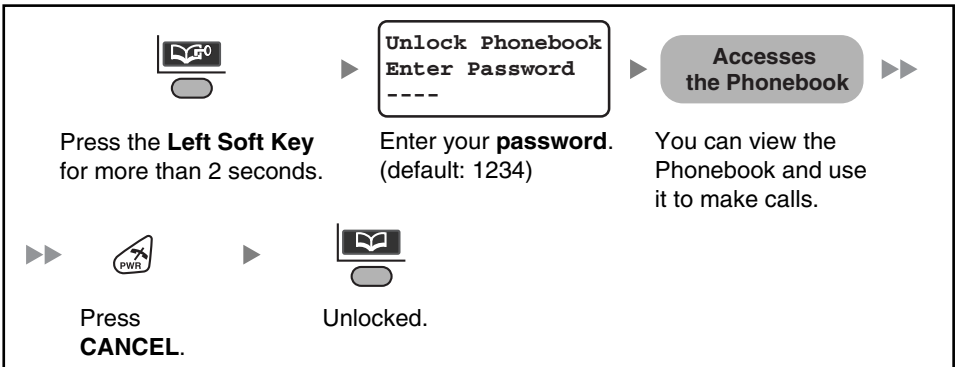 Unlock Phonebook
Enter Password
----
Accesses
the Phonebook
Press the Left Soft Key
for more than 2 seconds.
Enter your password.
(default: 1234)
You can view the
Phonebook and use
it to make calls.
PWR
Press
CANCEL.
Unlocked.